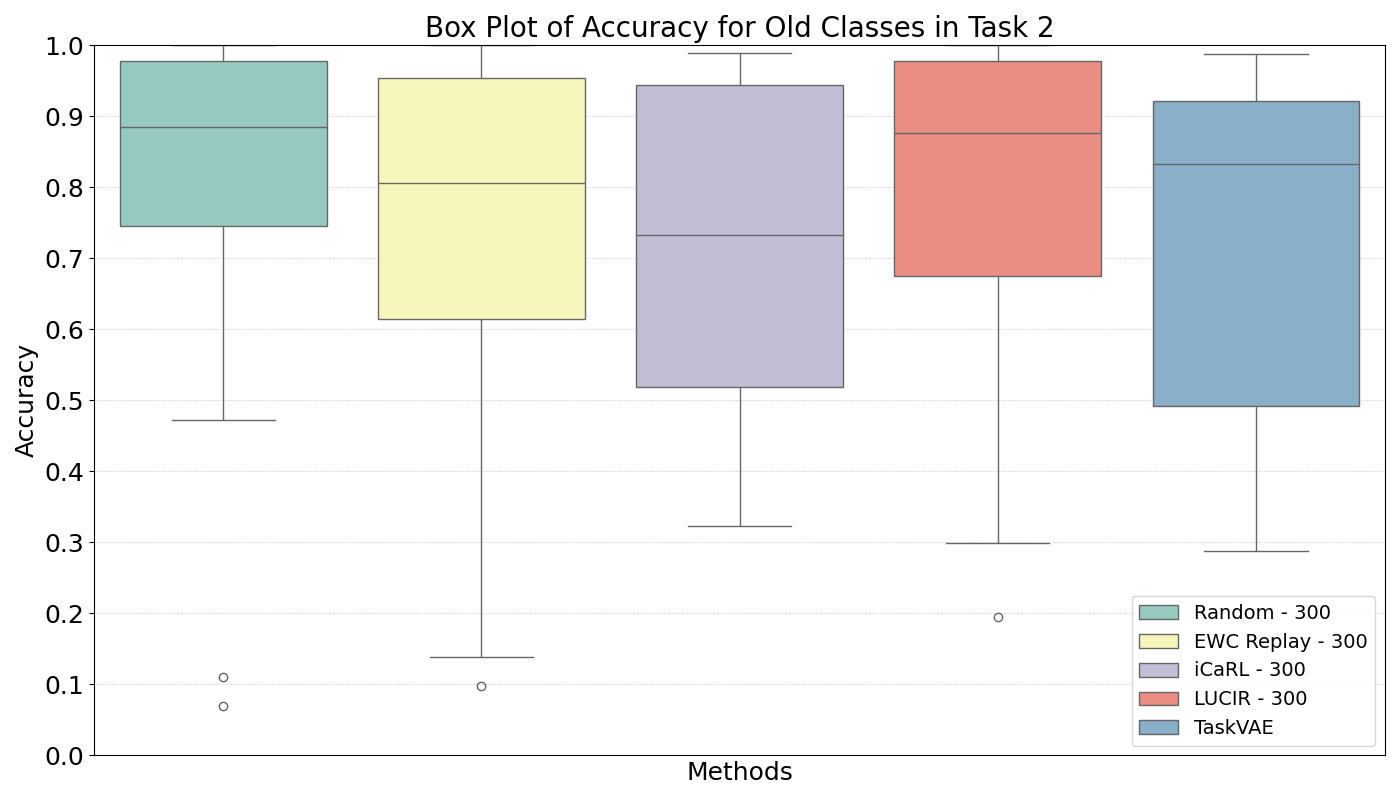 Box Plot of Accuracy for Old Classes in Task 2
1.0
0.9
0.8
0.7
0.6
0.5
0.4
0.3
0.2
0.1
0.0
Accuracy
Methods
Random - 300
EWC Replay - 300
iCaRL - 300
LUCIR - 300
TaskVAE